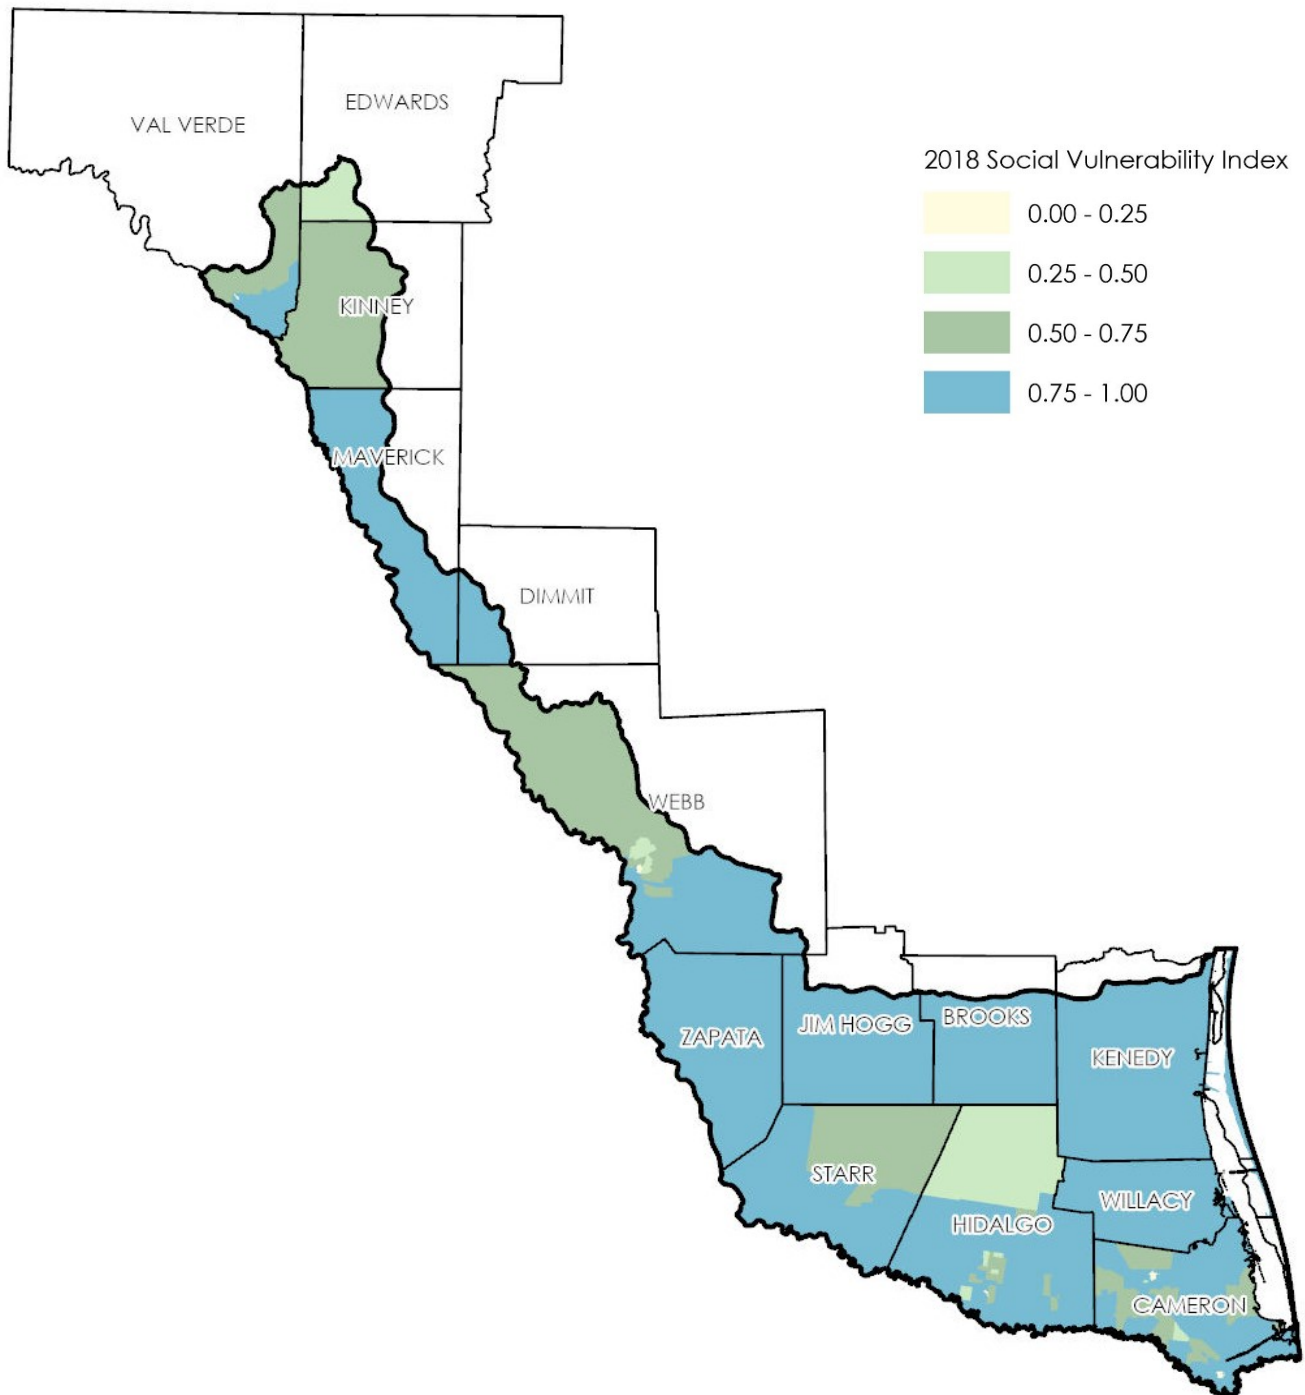 EDWARDS
VAL VERDE
2018 Social Vulnerability Index
0.00 - 0.25
0.25 - 0.50
KINNEY
0.50 - 0.75
0.75 - 1.00
MAVERICK
DIMMIT
WEBB
ZAPATA
JIM HOGG
BROOKS
KENEDY
STARR
HIDALGO
WILLACY
CAMERON